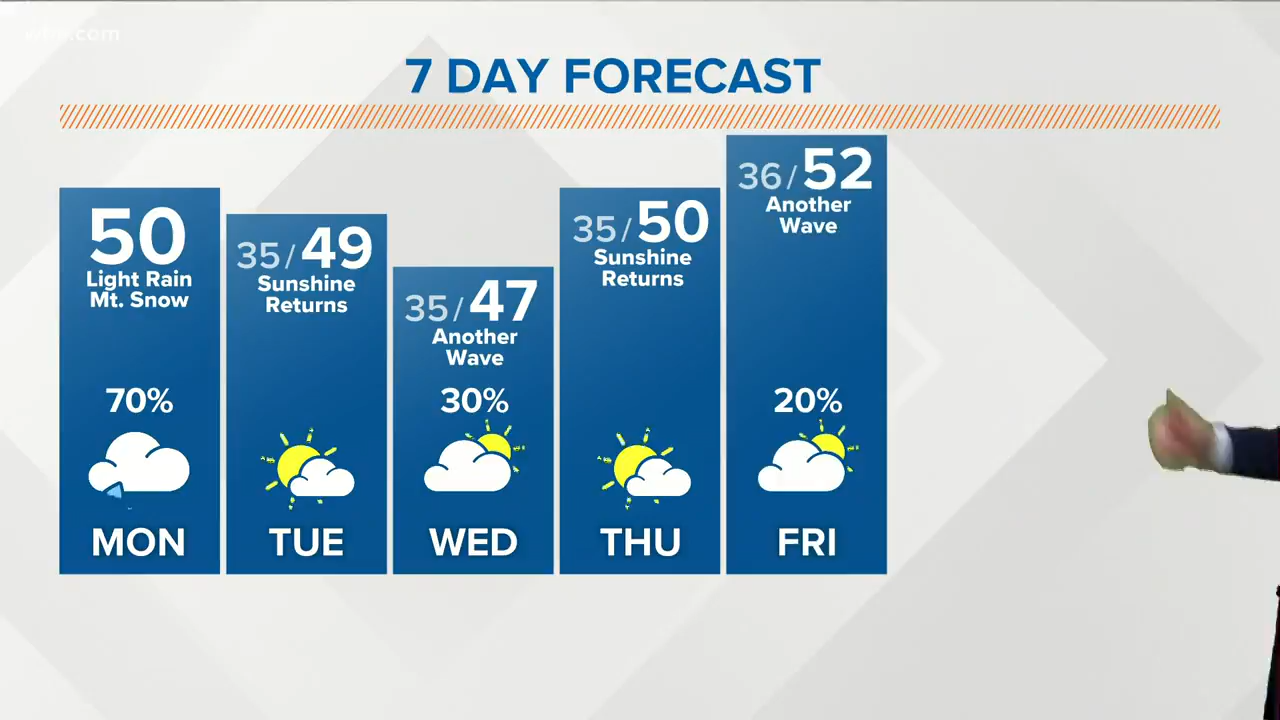 7 DAY FORECAST
50
Light Rain
Mt. Snow
70%
MON
35/49
Sunshine
Returns
TUE
35/47
Another
Wave
30%
WED
35/50
Sunshine
Returns
THU
36/52
Another
Wave
20%
FRI